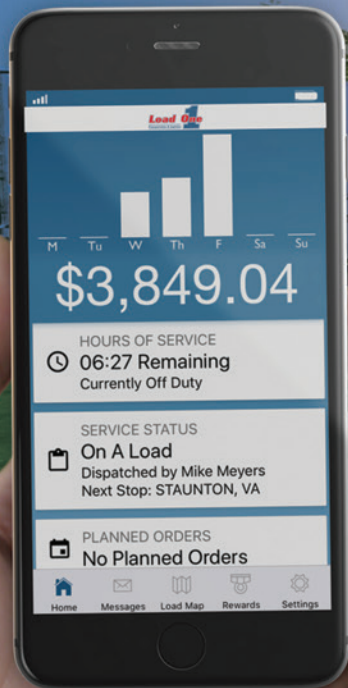 Load One 1
M Tu W Th F Sa Su
$3,849.04
HOURS OF SERVICE
06:27 Remaining
Currently Off Duty
SERVICE STATUS
On A Load
Dispatched by Mike Meyers
Next Stop: STAUNTON, VA
PLANNED ORDERS
No Planned Orders
Home Messages Load Map Rewards Settings